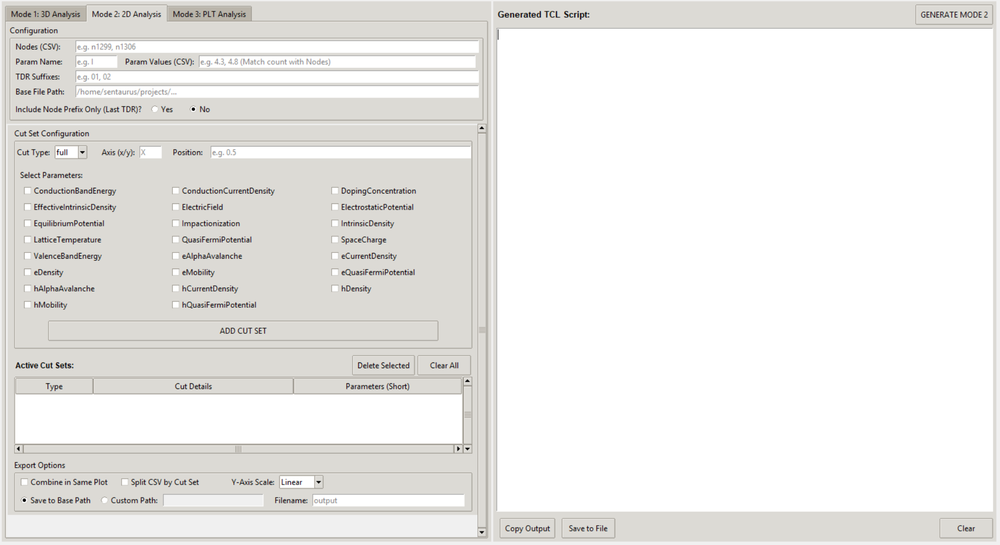 Mode 1: 3D Analysis Mode 2: 2D Analysis Mode 3: PLT Analysis
Configuration
Nodes (CSV): e.g. n1299, n1306
Param Name: e.g. l Param Values (CSV): e.g. 4.3, 4.8 (Match count with Nodes)
TDR Suffixes: e.g. 01, 02
Base File Path: /home/sentaurus/projects/...
Include Node Prefix Only (Last TDR)? Yes No
Cut Set Configuration
Cut Type: full Axis (x/y): X Position: e.g. 0.5
Select Parameters:
ConductionBandEnergy ConductionCurrentDensity DopingConcentration
EffectiveIntrinsicDensity ElectricField ElectrostaticPotential
EquilibriumPotential Impactionization IntrinsicDensity
LatticeTemperature QuasiFermiPotential SpaceCharge
ValenceBandEnergy eAlphaAvalanche eCurrentDensity
eDensity eMobility eQuasiFermiPotential
hAlphaAvalanche hCurrentDensity hDensity
hMobility hQuasiFermiPotential
ADD CUT SET
Active Cut Sets: Delete Selected Clear All
Type Cut Details Parameters (Short)
Export Options
Combine in Same Plot Split CSV by Cut Set Y-Axis Scale: Linear
Save to Base Path Custom Path: Filename: output
Generated TCL Script: GENERATE MODE 2
Copy Output Save to File Clear